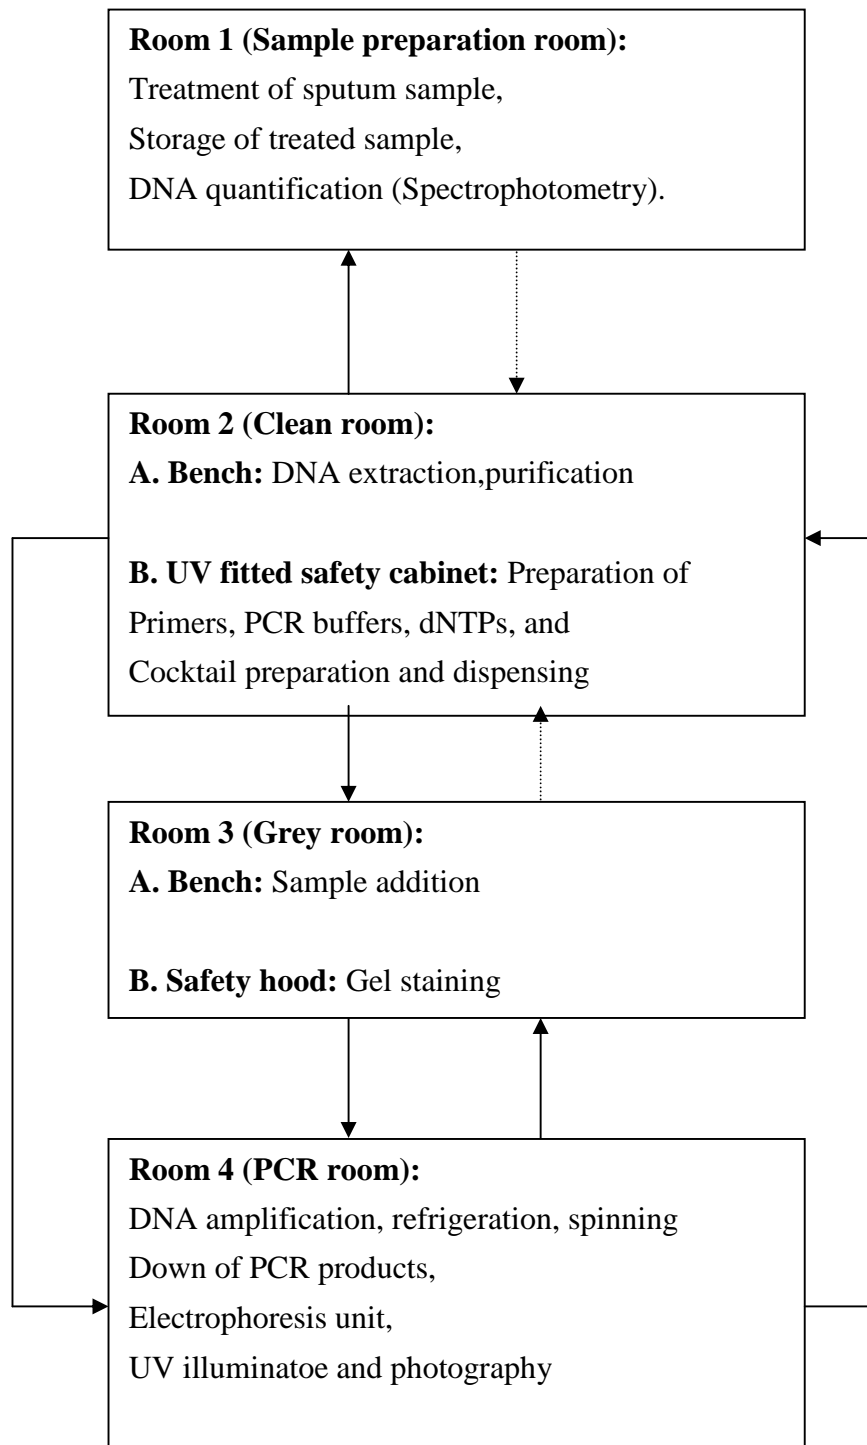 Room 1 (Sample preparation room):
Treatment of sputum sample,
Storage of treated sample,
DNA quantification (Spectrophotometry).
Room 2 (Clean room):
A. Bench: DNA extraction,purification
B. UV fitted safety cabinet: Preparation of
Primers, PCR buffers, dNTPs, and
Cocktail preparation and dispensing
Room 3 (Grey room):
A. Bench: Sample addition
B. Safety hood: Gel staining
Room 4 (PCR room):
DNA amplification, refrigeration, spinning
Down of PCR products,
Electrophoresis unit,
UV illuminatoe and photography